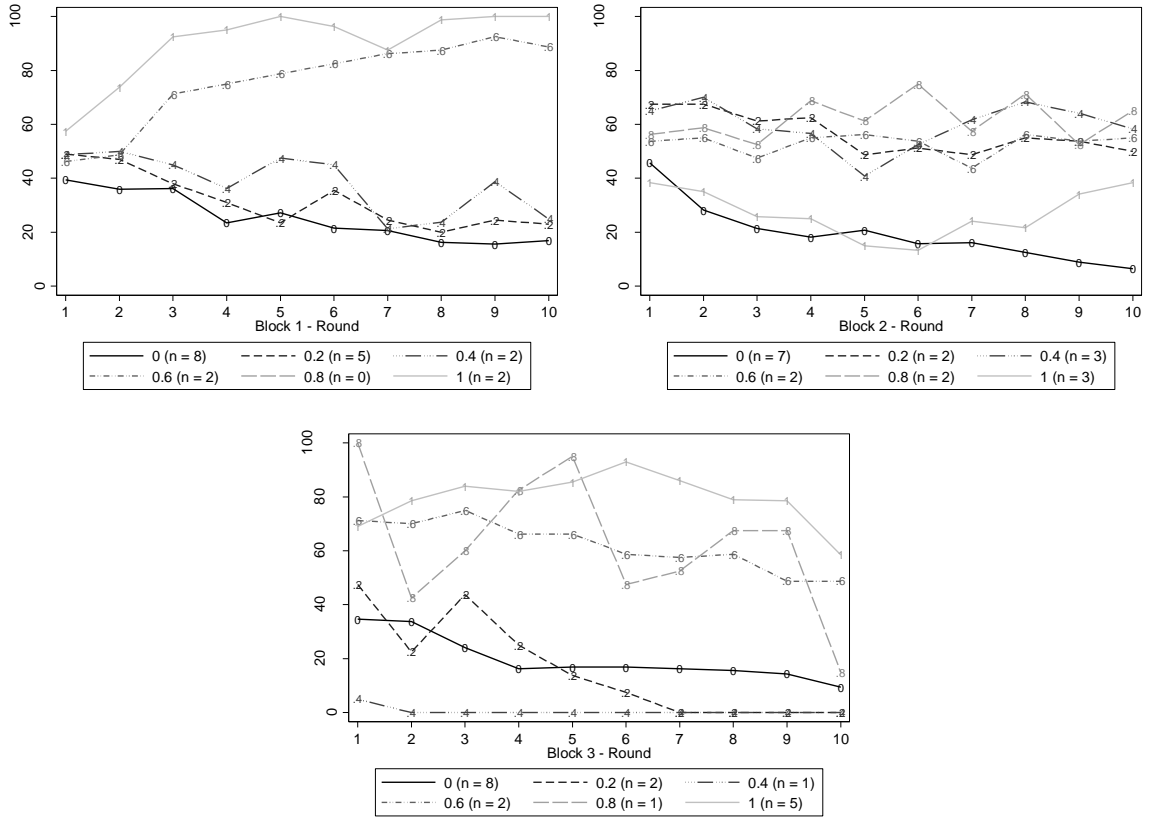 100
80
60
40
20
0
1 2 3 4 5 6 7 8 9 10
Block 1 - Round
0 (n = 8) 0.2 (n = 5) 0.4 (n = 2)
0.6 (n = 2) 0.8 (n = 0) 1 (n = 2)
100
80
60
40
20
0
1 2 3 4 5 6 7 8 9 10
Block 2 - Round
0 (n = 7) 0.2 (n = 2) 0.4 (n = 3)
0.6 (n = 2) 0.8 (n = 2) 1 (n = 3)
100
80
60
40
20
0
1 2 3 4 5 6 7 8 9 10
Block 3 - Round
0 (n = 8) 0.2 (n = 2) 0.4 (n = 1)
0.6 (n = 2) 0.8 (n = 1) 1 (n = 5)